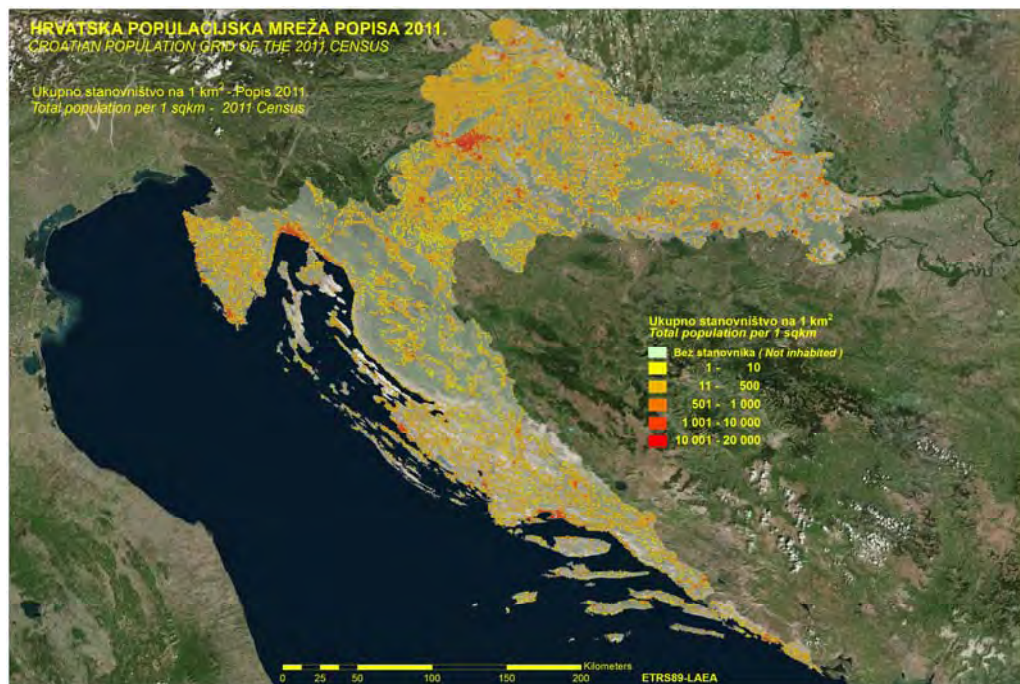 HRVATSKA POPULACIJSKA MREŽA POPISA 2011.
CROATIAN POPULATION GRID OF THE 2011 CENSUS
Ukupno stanovništvo na 1 km² - Popis 2011.
Total population per 1 sqkm - 2011 Census
Ukupno stanovništvo na 1 km²
Total population per 1 sqkm
Bez stanovnika ( Not inhabited )
1 - 10
11 - 500
501 - 1 000
1 001 - 10 000
10 001 - 20 000
Kilometers
0 25 50 100 150 200
ETRS89-LAEA